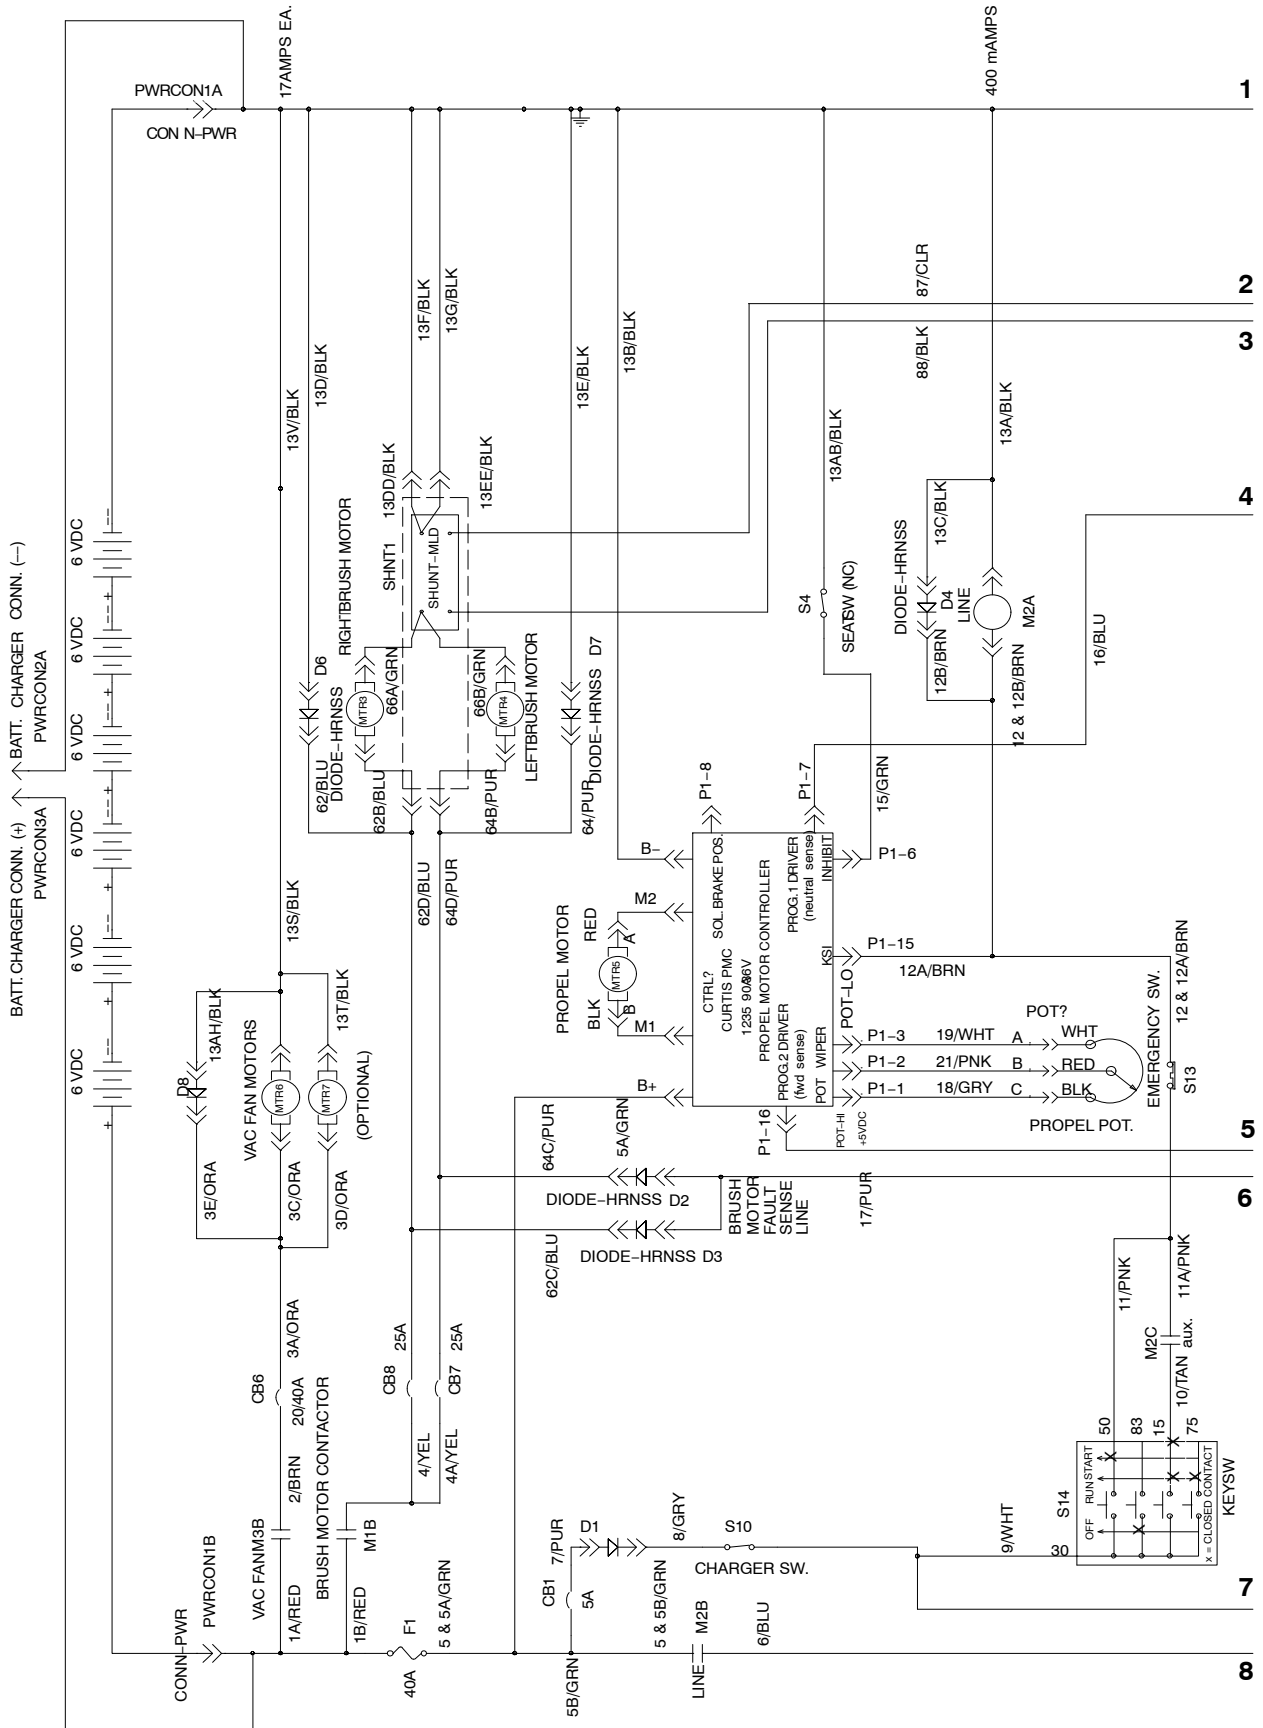 17AMPS EA.
400 mAMPS
PWRCON1A
CON N-PWR
1
87/CLR
2
88/BLK
3
13F/BLK
13G/BLK
13B/BLK
13E/BLK
13D/BLK
13V/BLK
13A/BLK
13AB/BLK
13DD/BLK
13EE/BLK
13C/BLK
4
BATT. CHARGER CONN. (--)
PWRCON2A
6 VDC
6 VDC
6 VDC
6 VDC
6 VDC
6 VDC
+
+
+
+
+
+
BATT. CHARGER CONN. (+)
PWRCON3A
RIGHTBRUSH MOTOR
SHNT1
SHUNT-MLD
D6
DIODE-HRNSS
62/BLU
MTR3
66A/GRN
66B/GRN
MTR4
LEFTBRUSH MOTOR
DIODE-HRNSS D7
62B/BLU
64B/PUR
64/PUR
S4
SEATSW (NC)
DIODE-HRNSS
D4
LINE
M2A
12B/BRN
12 & 12B/BRN
16/BLU
15/GRN
P1-8
P1-7
B-
M2
M1
B+
P1-6
P1-15
12A/BRN
SOL.BRAKE POS.
PROG.1 DRIVER
(neutral sense)
INHIBIT
KSI
CTRL?
CURTIS PMC
1235 90A
36V
PROPEL MOTOR CONTROLLER
PROG.2 DRIVER
(fwd sense)
POT WIPER
POT-LO
POT-HI
+5VDC
PROPEL MOTOR
RED
A
MTR5
BLK
B
62D/BLU
64D/PUR
13S/BLK
13T/BLK
13AH/BLK
D8
VAC FAN MOTORS
MTR6
MTR7
(OPTIONAL)
3E/ORA
3C/ORA
3D/ORA
P1-3
19/WHT
A
WHT
P1-2
21/PNK
B
RED
P1-1
18/GRY
C
BLK
POT?
PROPEL POT.
EMERGENCY SW.
S13
12 & 12A/BRN
P1-16
5
64C/PUR
5A/GRN
DIODE-HRNSS D2
BRUSH
MOTOR
FAULT
SENSE
LINE
17/PUR
6
62C/BLU
DIODE-HRNSS D3
3A/ORA
CB6
20/40A
25A
CB8
25A
CB7
11/PNK
11A/PNK
M2C
aux.
10/TAN
2/BRN
BRUSH MOTOR CONTACTOR
4/YEL
4A/YEL
50
83
15
75
S14
OFF
RUN
START
x = CLOSED CONTACT
KEYSW
30
9/WHT
D1
7/PUR
8/GRY
S10
CHARGER SW.
CB1
5A
7
CONN-PWR
PWRCON1B
VAC FANM3B
1A/RED
M1B
1B/RED
F1
40A
5 & 5A/GRN
5B/GRN
5 & 5B/GRN
M2B
LINE
6/BLU
8